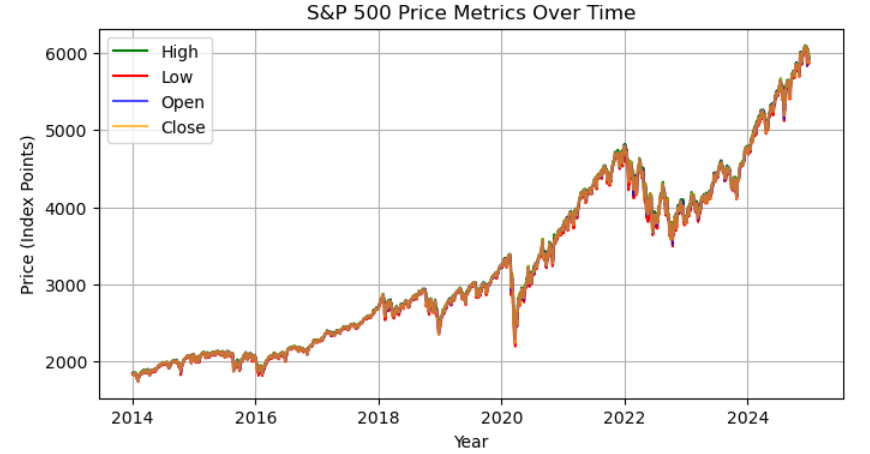 S&P 500 Price Metrics Over Time
High
Low
Open
Close
6000
5000
4000
3000
2000
Price (Index Points)
2014 2016 2018 2020 2022 2024
Year